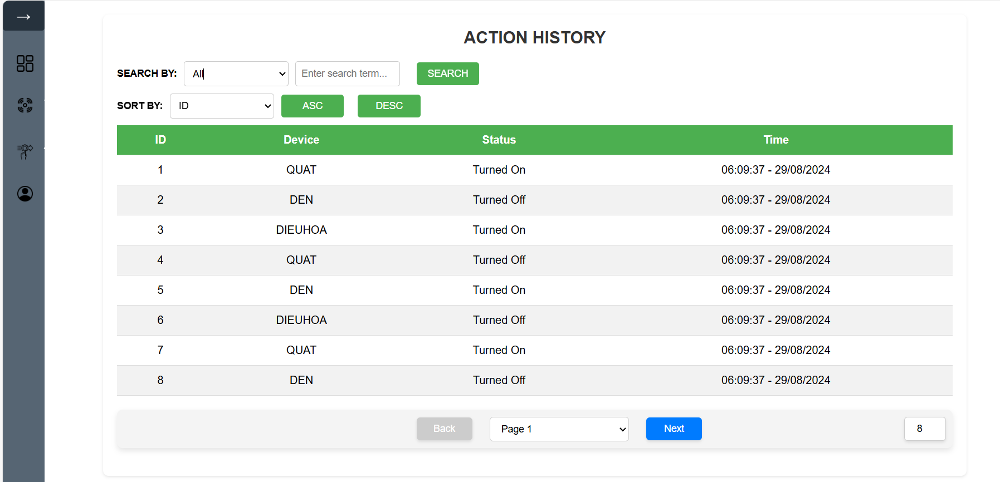 →
ACTION HISTORY
SEARCH BY: All Enter search term... SEARCH
SORT BY: ID ASC DESC
ID Device Status Time
1 QUAT Turned On 06:09:37 - 29/08/2024
2 DEN Turned Off 06:09:37 - 29/08/2024
3 DIEUHOA Turned On 06:09:37 - 29/08/2024
4 QUAT Turned Off 06:09:37 - 29/08/2024
5 DEN Turned On 06:09:37 - 29/08/2024
6 DIEUHOA Turned Off 06:09:37 - 29/08/2024
7 QUAT Turned On 06:09:37 - 29/08/2024
8 DEN Turned Off 06:09:37 - 29/08/2024
Back Page 1 Next 8